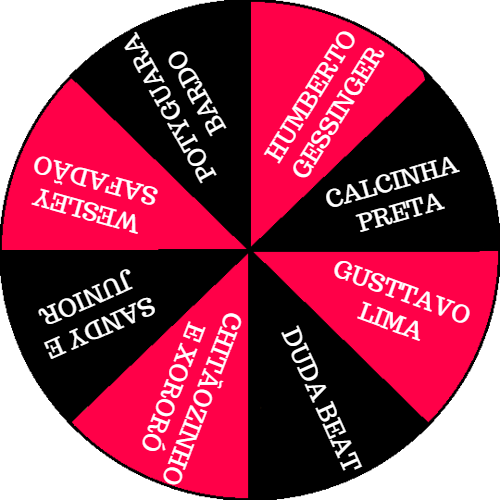 HUMBERTO
GESSINGER
CALCINHA
PRETA
GUSTTAVO
LIMA
DUDA BEAT
CHITÃOZINHO
E XORORÓ
SANDY E
JUNIOR
WESLEY
SAFADÃO
POTYGUARA
BARDO